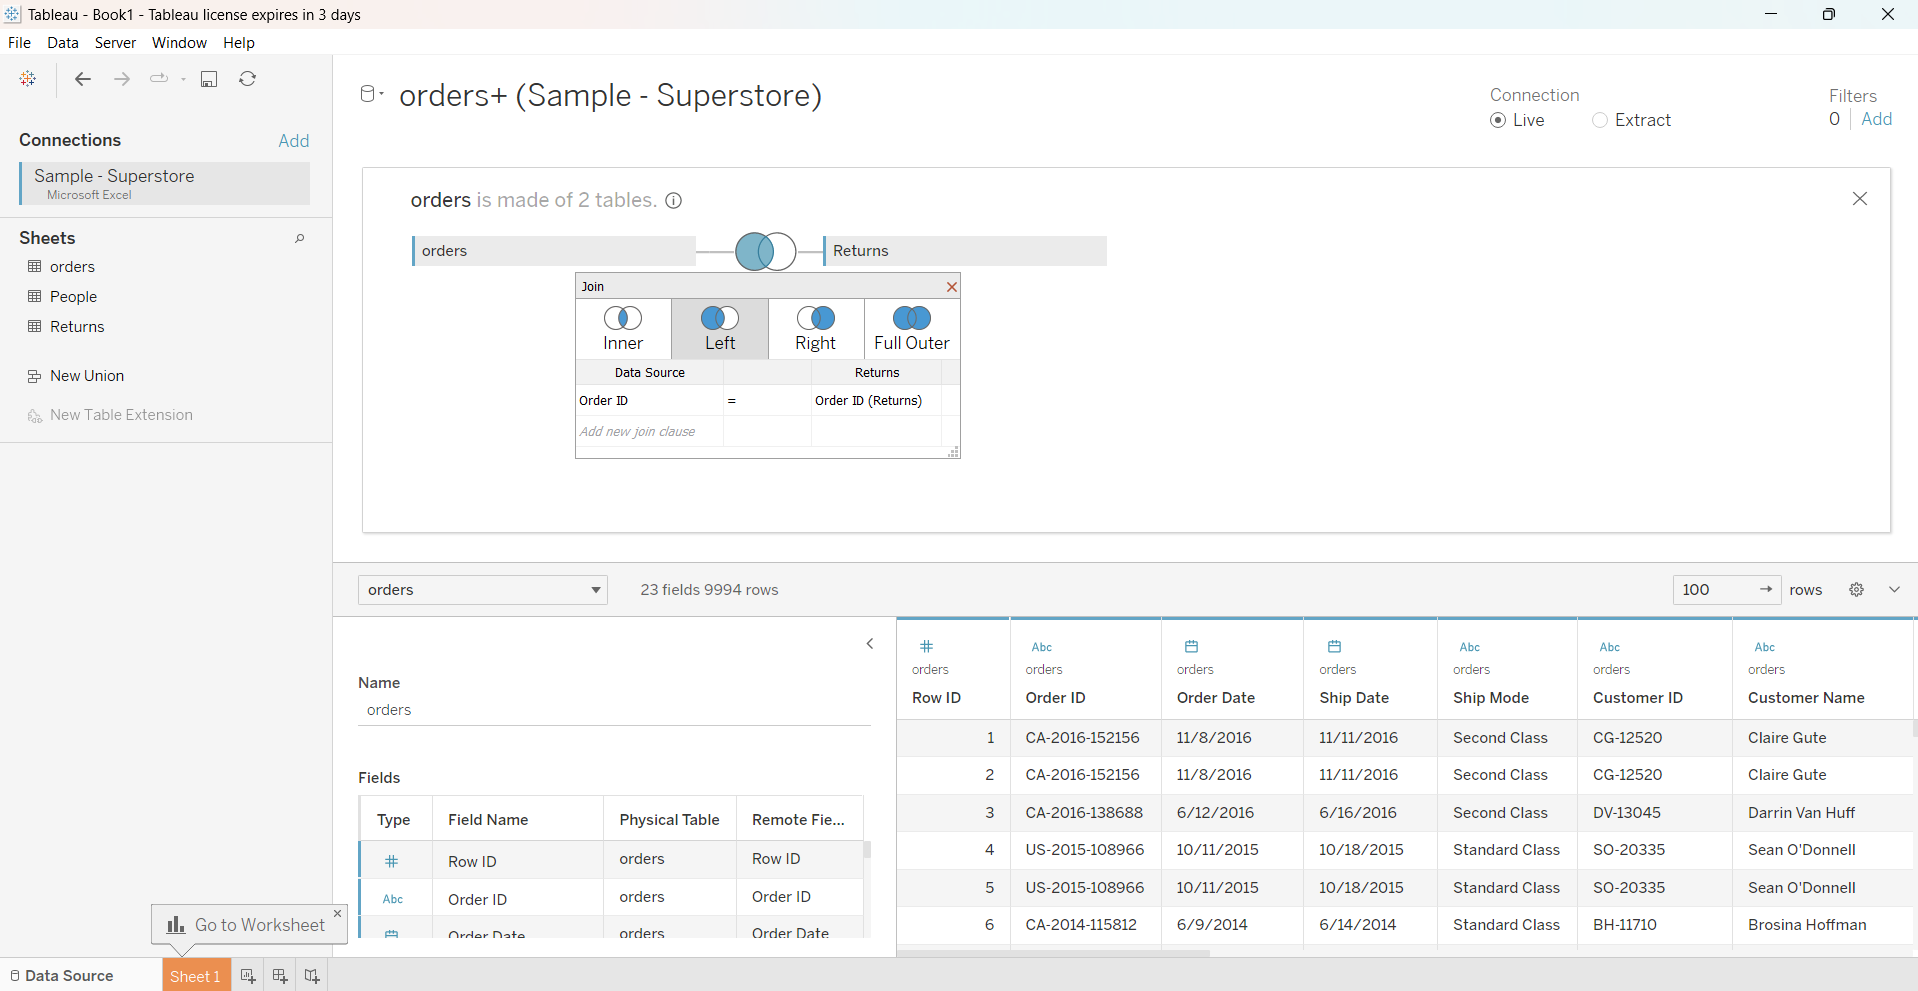 Tableau - Book1 - Tableau license expires in 3 days
File Data Server Window Help
Connections Add
Sample - Superstore
Microsoft Excel
Sheets
orders
People
Returns
New Union
New Table Extension
orders+ (Sample - Superstore)
Connection
Live Extract
Filters
0 Add
orders is made of 2 tables.
orders Returns
Join
Inner Left Right Full Outer
Data Source Returns
Order ID = Order ID (Returns)
Add new join clause
orders 23 fields 9994 rows 100 rows
Name
orders
Fields
Type Field Name Physical Table Remote Fie...
# Row ID orders Row ID
Abc Order ID orders Order ID
Order Date orders Order Date
# Abc Abc Abc Abc
orders orders orders orders orders orders orders
Row ID Order ID Order Date Ship Date Ship Mode Customer ID Customer Name
1 CA-2016-152156 11/8/2016 11/11/2016 Second Class CG-12520 Claire Gute
2 CA-2016-152156 11/8/2016 11/11/2016 Second Class CG-12520 Claire Gute
3 CA-2016-138688 6/12/2016 6/16/2016 Second Class DV-13045 Darrin Van Huff
4 US-2015-108966 10/11/2015 10/18/2015 Standard Class SO-20335 Sean O'Donnell
5 US-2015-108966 10/11/2015 10/18/2015 Standard Class SO-20335 Sean O'Donnell
6 CA-2014-115812 6/9/2014 6/14/2014 Standard Class BH-11710 Brosina Hoffman
Go to Worksheet
Data Source Sheet 1